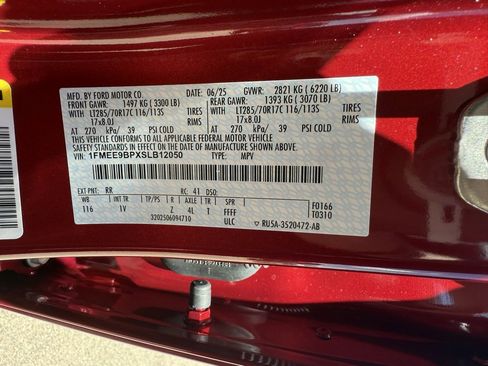 MFD. BY FORD MOTOR CO.
DATE: 06/25 GVWR: 2821 KG ( 6220 LB)
FRONT GAWR: 1497 KG ( 3300 LB) REAR GAWR: 1393 KG ( 3070 LB)
WITH LT285/70R17C 116/113S TIRES WITH LT285/70R17C 116/113S TIRES
17x8.0J RIMS 17x8.0J RIMS
AT 270 kPa/ 39 PSI COLD AT 270 kPa/ 39 PSI COLD
THIS VEHICLE CONFORMS TO ALL APPLICABLE FEDERAL MOTOR VEHICLE
SAFETY STANDARDS IN EFFECT ON THE DATE OF MANUFACTURE SHOWN ABOVE.
VIN: 1FMEE9BPXSLB12050 TYPE: MPV
EXT PNT: RR RC: 41 DSO: F0166
WB INT TR TP/PS R AXLE TR T0310
116 1V Z 4L T FFFF
3202506094710 ULC RU5A-3520472-AB